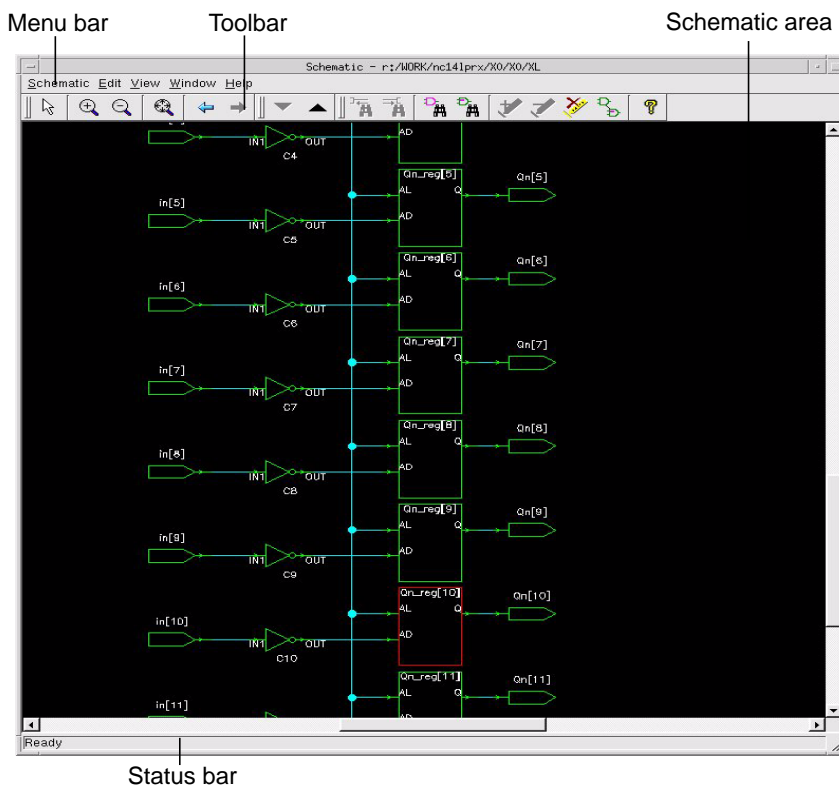 Menu bar Toolbar Schematic area
Schematic - r:/WORK/nc141prx/X0/X0/XL
Schematic Edit View Window Help
IN1 OUT AD
C4
Qn_reg[5] Qn[5]
in[5] AL Q
IN1 OUT AD
C5
Qn_reg[6] Qn[6]
in[6] AL Q
IN1 OUT AD
C6
Qn_reg[7] Qn[7]
in[7] AL Q
IN1 OUT AD
C7
Qn_reg[8] Qn[8]
in[8] AL Q
IN1 OUT AD
C8
Qn_reg[9] Qn[9]
in[9] AL Q
IN1 OUT AD
C9
Qn_reg[10] Qn[10]
in[10] AL Q
IN1 OUT AD
C10
Qn_reg[11] Qn[11]
in[11] AL Q
AD
Ready
Status bar